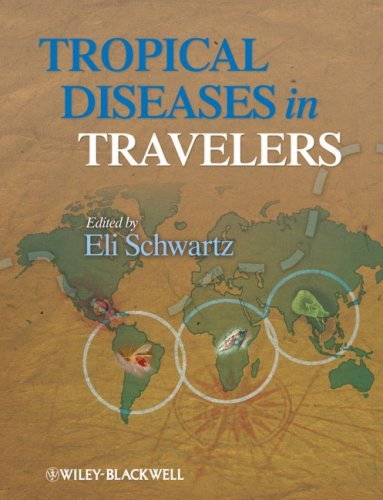 TROPICAL
DISEASES in
TRAVELERS
Edited by
Eli Schwartz
WILEY-BLACKWELL